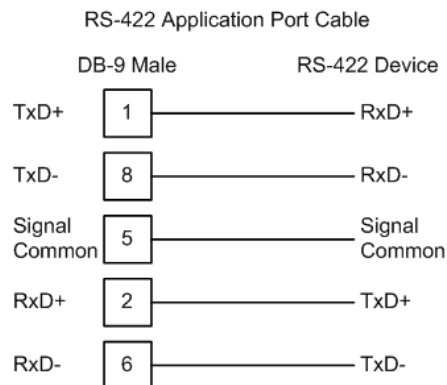 RS-422 Application Port Cable
DB-9 Male RS-422 Device
TxD+ 1 RxD+
TxD- 8 RxD-
Signal Common 5 Signal Common
RxD+ 2 TxD+
RxD- 6 TxD-